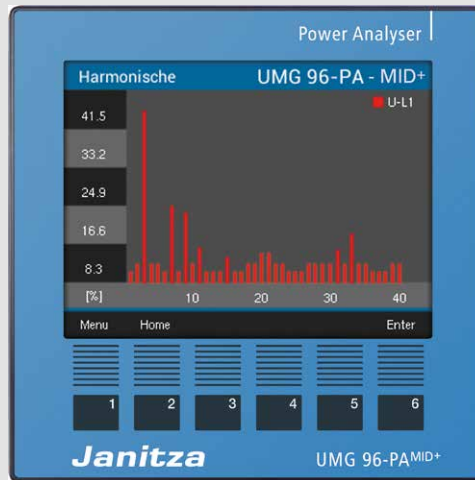 Power Analyser
Harmonische UMG 96-PA - MID+
U-L1
41.5
33.2
24.9
16.6
8.3
[%] 10 20 30 40
Menu Home Enter
1 2 3 4 5 6
Janitza UMG 96-PAMID+